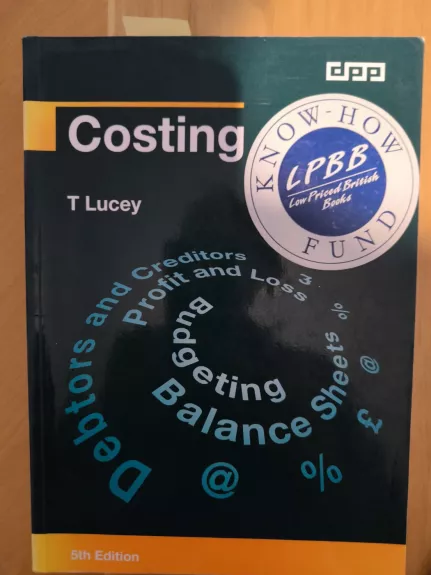 dpp
Costing
KNOW-HOW
LPBB
Low Priced British
Books
FUND
T Lucey
Debtors and Creditors
Profit and Loss
Budgeting
Balance Sheets
3
%
@
£
%
@
5th Edition